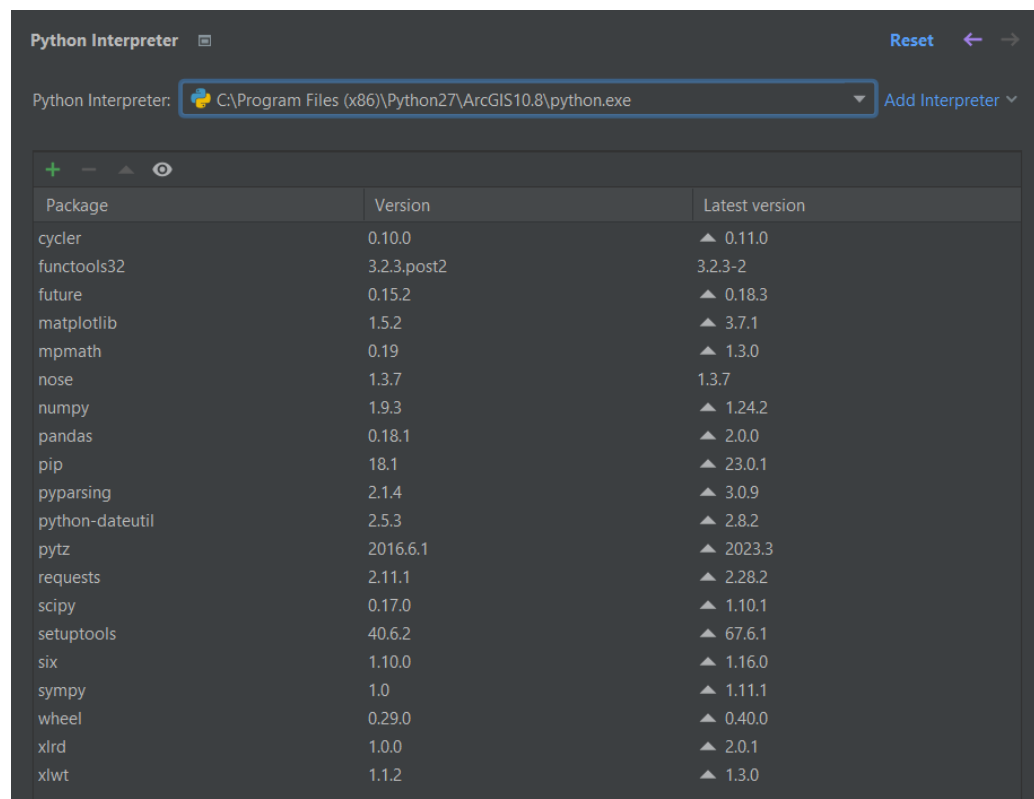 Python Interpreter Reset
Python Interpreter: C:\Program Files (x86)\Python27\ArcGIS10.8\python.exe Add Interpreter
Package Version Latest version
cycler 0.10.0 0.11.0
functools32 3.2.3.post2 3.2.3-2
future 0.15.2 0.18.3
matplotlib 1.5.2 3.7.1
mpmath 0.19 1.3.0
nose 1.3.7 1.3.7
numpy 1.9.3 1.24.2
pandas 0.18.1 2.0.0
pip 18.1 23.0.1
pyparsing 2.1.4 3.0.9
python-dateutil 2.5.3 2.8.2
pytz 2016.6.1 2023.3
requests 2.11.1 2.28.2
scipy 0.17.0 1.10.1
setuptools 40.6.2 67.6.1
six 1.10.0 1.16.0
sympy 1.0 1.11.1
wheel 0.29.0 0.40.0
xlrd 1.0.0 2.0.1
xlwt 1.1.2 1.3.0